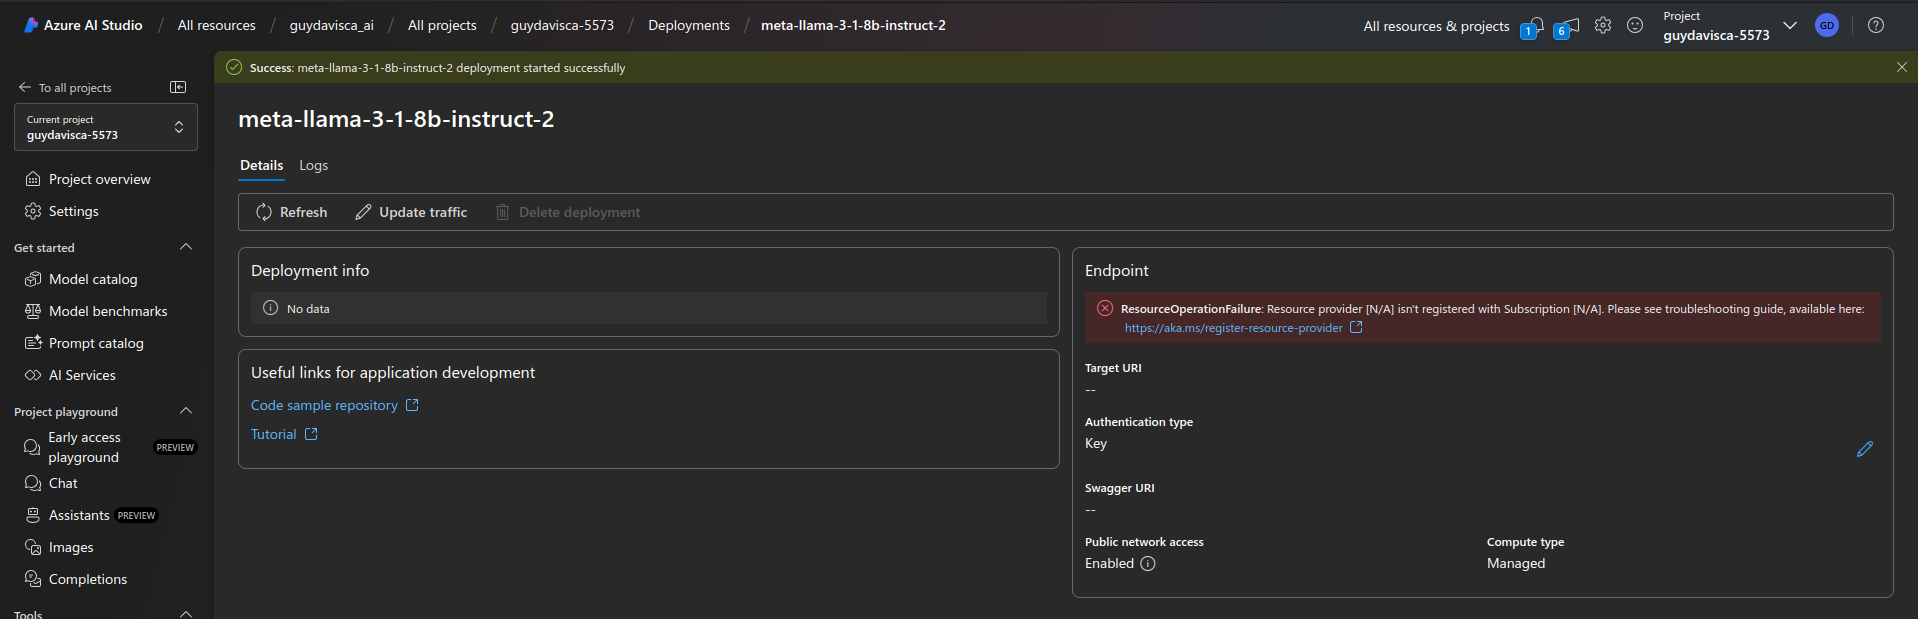 Azure AI Studio / All resources / guydavisca_ai / All projects / guydavisca-5573 / Deployments / meta-llama-3-1-8b-instruct-2
All resources & projects
1
6
Project
guydavisca-5573
GD
Success: meta-llama-3-1-8b-instruct-2 deployment started successfully
To all projects
Current project
guydavisca-5573
Project overview
Settings
Get started
Model catalog
Model benchmarks
Prompt catalog
AI Services
Project playground
Early access
playground
PREVIEW
Chat
Assistants PREVIEW
Images
Completions
Tools
meta-llama-3-1-8b-instruct-2
Details Logs
Refresh Update traffic Delete deployment
Deployment info
No data
Useful links for application development
Code sample repository
Tutorial
Endpoint
ResourceOperationFailure: Resource provider [N/A] isn't registered with Subscription [N/A]. Please see troubleshooting guide, available here:
https://aka.ms/register-resource-provider
Target URI
--
Authentication type
Key
Swagger URI
--
Public network access
Enabled
Compute type
Managed